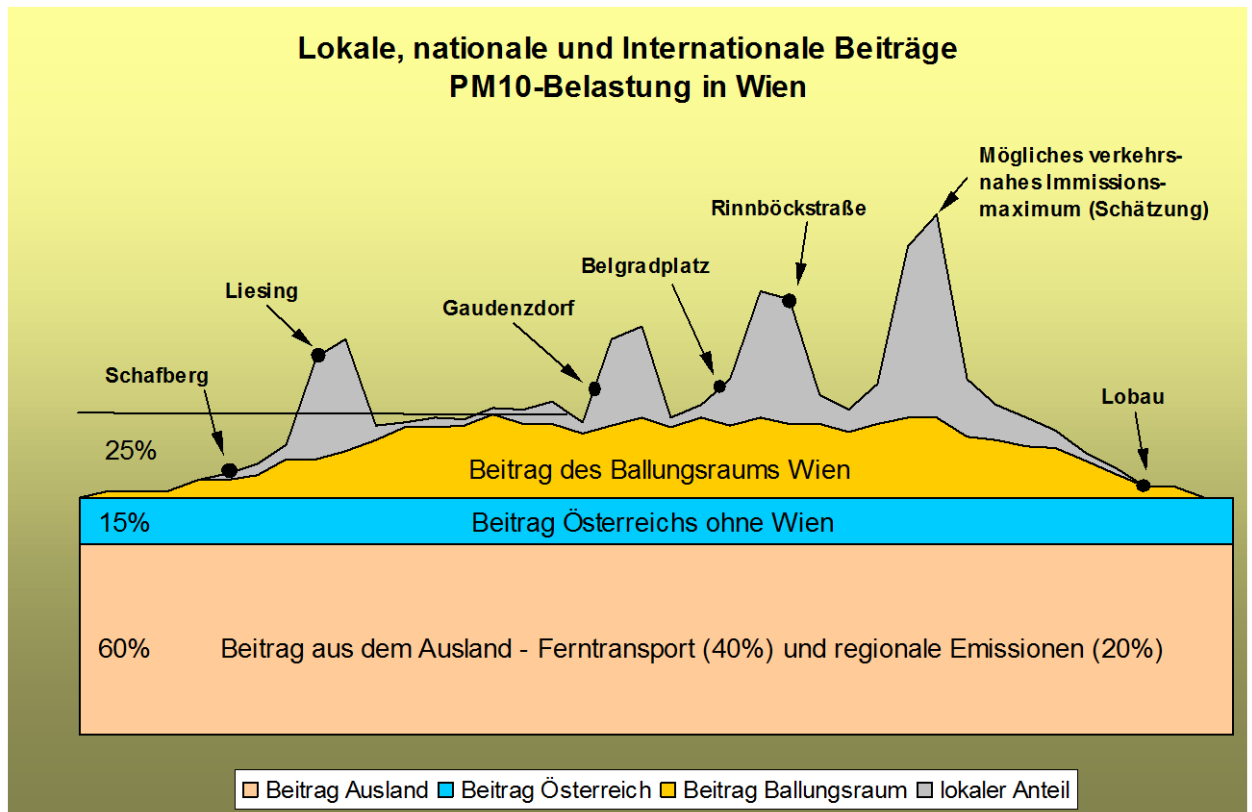 Lokale, nationale und Internationale Beiträge
PM10-Belastung in Wien
Mögliches verkehrs-
nahes Immissions-
maximum (Schätzung)
Rinnböckstraße
Belgradplatz
Liesing
Gaudenzdorf
Schafberg
Lobau
25%
Beitrag des Ballungsraums Wien
15%
Beitrag Österreichs ohne Wien
60%
Beitrag aus dem Ausland - Ferntransport (40%) und regionale Emissionen (20%)
Beitrag Ausland
Beitrag Österreich
Beitrag Ballungsraum
lokaler Anteil